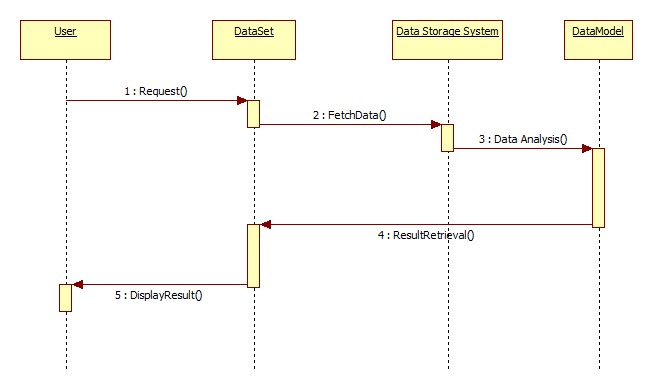 User
DataSet
Data Storage System
DataModel
1 : Request()
2 : FetchData()
3 : Data Analysis()
4 : ResultRetrieval()
5 : DisplayResult()